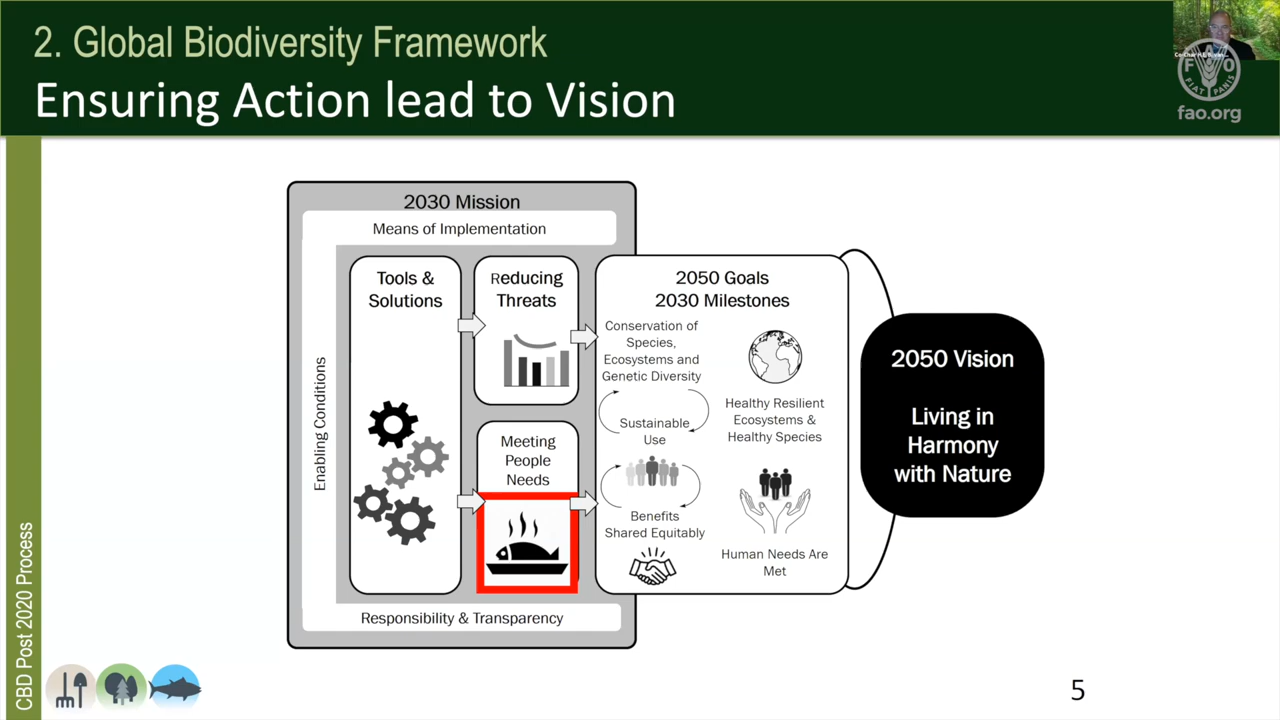 2. Global Biodiversity Framework
Ensuring Action lead to Vision
F
O
FIAT
PANIS
fao.org
2030 Mission
Means of Implementation
Enabling Conditions
Tools &
Solutions
Reducing
Threats
Meeting
People
Needs
2050 Goals
2030 Milestones
Conservation of
Species,
Ecosystems and
Genetic Diversity
Sustainable
Use
Benefits
Shared Equitably
Healthy Resilient
Ecosystems &
Healthy Species
Human Needs Are
Met
2050 Vision
Living in
Harmony
with Nature
Responsibility & Transparency
CBD Post 2020 Process
5